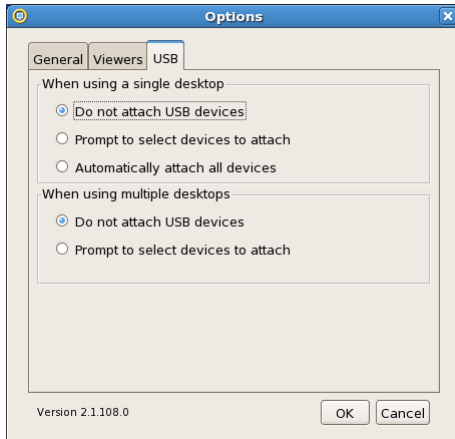 Options
General Viewers USB
When using a single desktop
Do not attach USB devices
Prompt to select devices to attach
Automatically attach all devices
When using multiple desktops
Do not attach USB devices
Prompt to select devices to attach
Version 2.1.108.0 OK Cancel